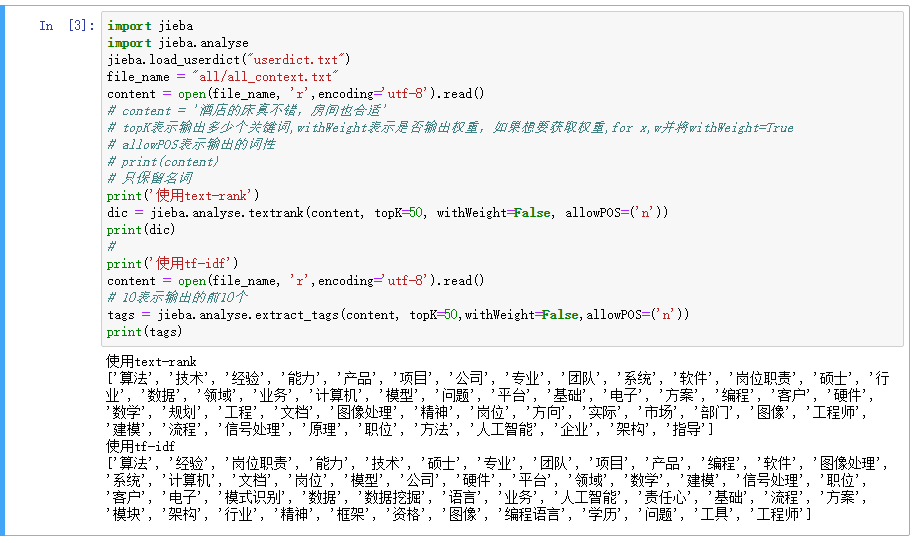 In [3]:
import jieba
import jieba.analyse
jieba.load_userdict("userdict.txt")
file_name = "all/all_context.txt"
content = open(file_name, 'r',encoding='utf-8').read()
# content = '酒店的床真不错，房间也合适'
# topK表示输出多少个关键词,withWeight表示是否输出权重，如果想要获取权重,for x,w并将withWeight=True
# allowPOS表示输出的词性
# print(content)
# 只保留名词
print('使用text-rank')
dic = jieba.analyse.textrank(content, topK=50, withWeight=False, allowPOS=('n'))
print(dic)
#
print('使用tf-idf')
content = open(file_name, 'r',encoding='utf-8').read()
# 10表示输出的前10个
tags = jieba.analyse.extract_tags(content, topK=50,withWeight=False,allowPOS=('n'))
print(tags)
使用text-rank
['算法', '技术', '经验', '能力', '产品', '项目', '公司', '专业', '团队', '系统', '软件', '岗位职责', '硕士', '行
业', '数据', '领域', '业务', '计算机', '模型', '问题', '平台', '基础', '电子', '方案', '编程', '客户', '硬件',
'数学', '规划', '工程', '文档', '图像处理', '精神', '岗位', '方向', '实际', '市场', '部门', '图像', '工程师',
'建模', '流程', '信号处理', '原理', '职位', '方法', '人工智能', '企业', '架构', '指导']
使用tf-idf
['算法', '经验', '岗位职责', '能力', '技术', '硕士', '专业', '团队', '项目', '产品', '编程', '软件', '图像处理',
'系统', '计算机', '文档', '岗位', '模型', '公司', '硬件', '平台', '领域', '数学', '建模', '信号处理', '职位',
'客户', '电子', '模式识别', '数据', '数据挖掘', '语言', '业务', '人工智能', '责任心', '基础', '流程', '方案',
'模块', '架构', '行业', '精神', '框架', '资格', '图像', '编程语言', '学历', '问题', '工具', '工程师']